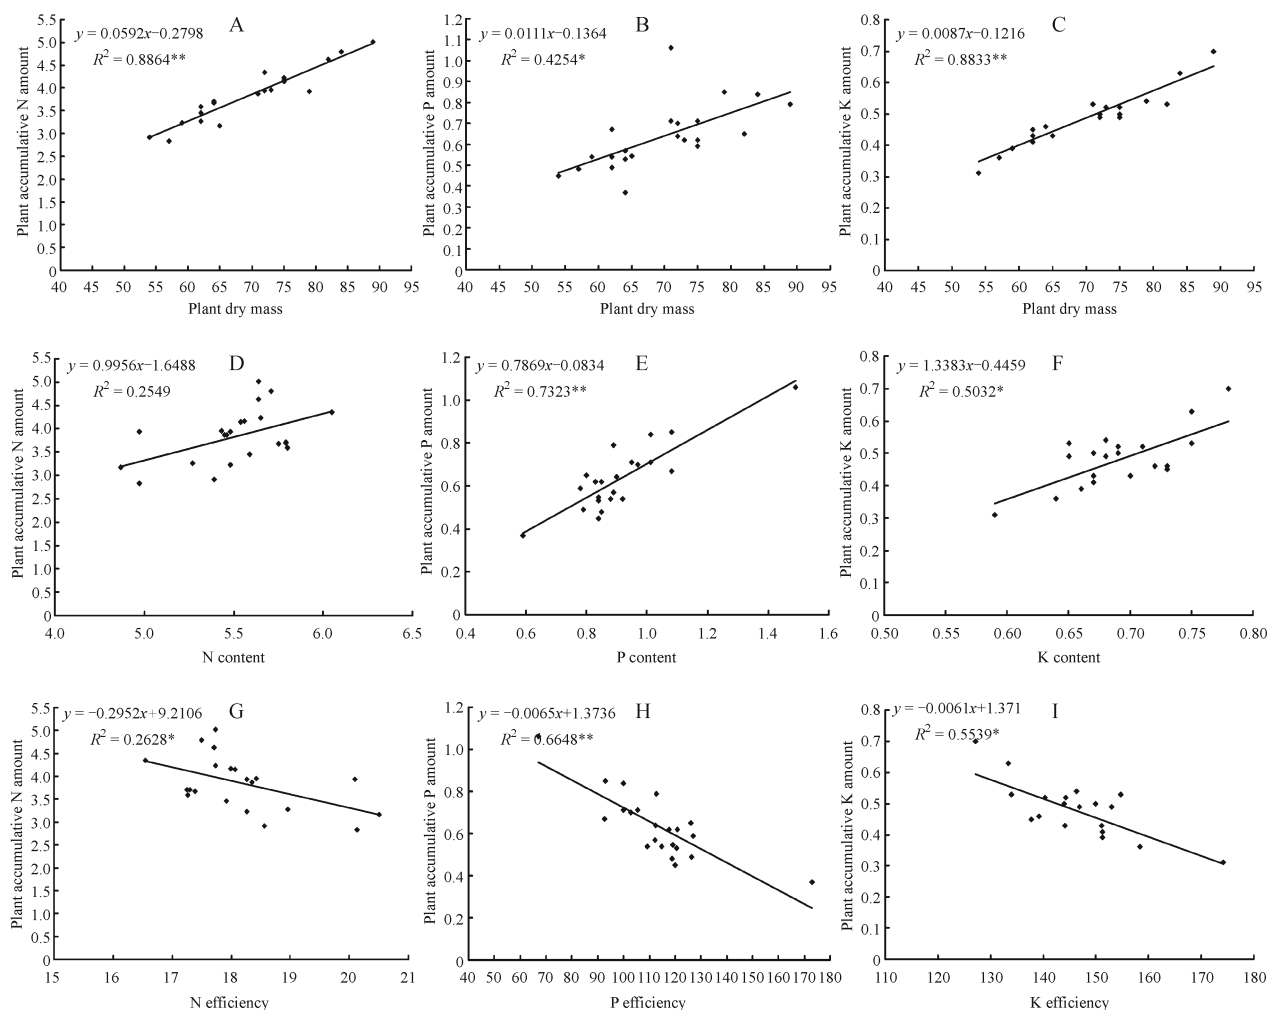 A
y = 0.0592x−0.2798
R² = 0.8864**
Plant accumulative N amount
5.5
5.0
4.5
4.0
3.5
3.0
2.5
2.0
1.5
1.0
0.5
0
40 45 50 55 60 65 70 75 80 85 90 95
Plant dry mass
B
y = 0.0111x−0.1364
R² = 0.4254*
Plant accumulative P amount
1.2
1.1
1.0
0.9
0.8
0.7
0.6
0.5
0.4
0.3
0.2
0.1
0
40 45 50 55 60 65 70 75 80 85 90 95
Plant dry mass
C
y = 0.0087x−0.1216
R² = 0.8833**
Plant accumulative K amount
0.8
0.7
0.6
0.5
0.4
0.3
0.2
0.1
0
40 45 50 55 60 65 70 75 80 85 90 95
Plant dry mass
D
y = 0.9956x−1.6488
R² = 0.2549
Plant accumulative N amount
5.5
5.0
4.5
4.0
3.5
3.0
2.5
2.0
1.5
1.0
0.5
0
4.0 5.0 5.5 6.0 6.5
N content
E
y = 0.7869x−0.0834
R² = 0.7323**
Plant accumulative P amount
1.2
1.0
0.8
0.6
0.4
0.2
0
0.4 0.6 0.8 1.0 1.2 1.4 1.6
P content
F
y = 1.3383x−0.4459
R² = 0.5032*
Plant accumulative K amount
0.8
0.7
0.6
0.5
0.4
0.3
0.2
0.1
0
0.50 0.55 0.60 0.65 0.70 0.75 0.80
K content
G
y = −0.2952x+9.2106
R² = 0.2628*
Plant accumulative N amount
5.5
5.0
4.5
4.0
3.5
3.0
2.5
2.0
1.5
1.0
0.5
0
15 16 17 18 19 20 21
N efficiency
H
y = −0.0065x+1.3736
R² = 0.6648**
Plant accumulative P amount
1.2
1.0
0.8
0.6
0.4
0.2
0
40 50 60 70 80 90 100 110 120 130 140 150 160 170 180
P efficiency
I
y = −0.0061x+1.371
R² = 0.5539*
Plant accumulative K amount
0.8
0.7
0.6
0.5
0.4
0.3
0.2
0.1
0
110 120 130 140 150 160 170 180
K efficiency